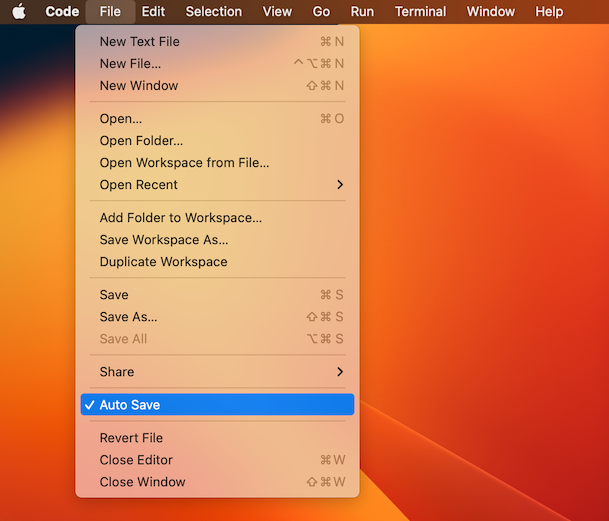 Code File Edit Selection View Go Run Terminal Window Help
New Text File ⌘ N
New File... ^⌥⌘ N
New Window ⇧⌘ N
Open... ⌘ O
Open Folder...
Open Workspace from File...
Open Recent
Add Folder to Workspace...
Save Workspace As...
Duplicate Workspace
Save ⌘ S
Save As... ⇧⌘ S
Save All ⌥⌘ S
Share
✓ Auto Save
Revert File
Close Editor ⌘W
Close Window ⇧⌘W